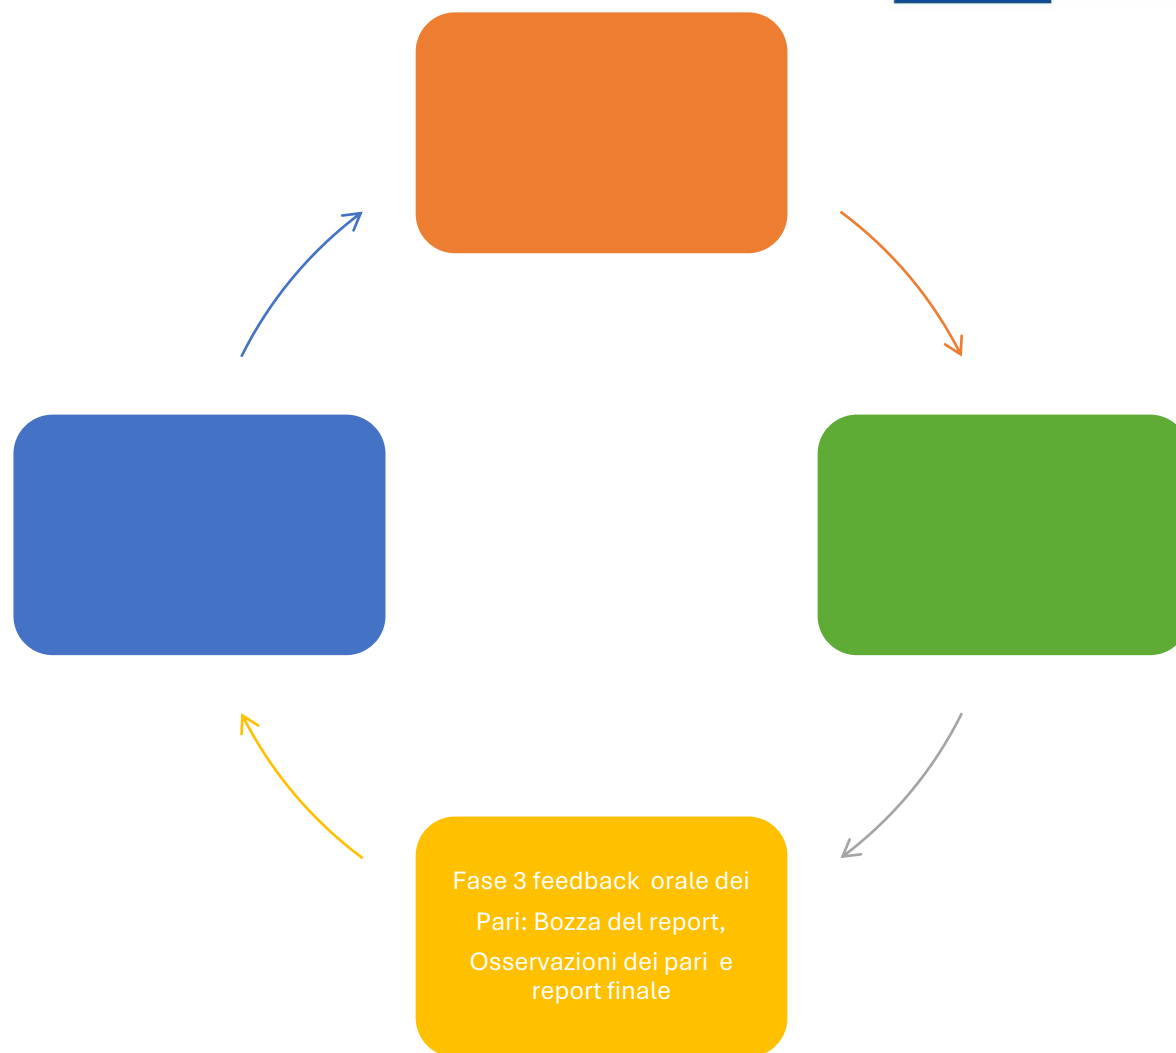 Fase 3 feedback  orale dei
Pari: Bozza del report,
Osservazioni dei pari  e
report finale